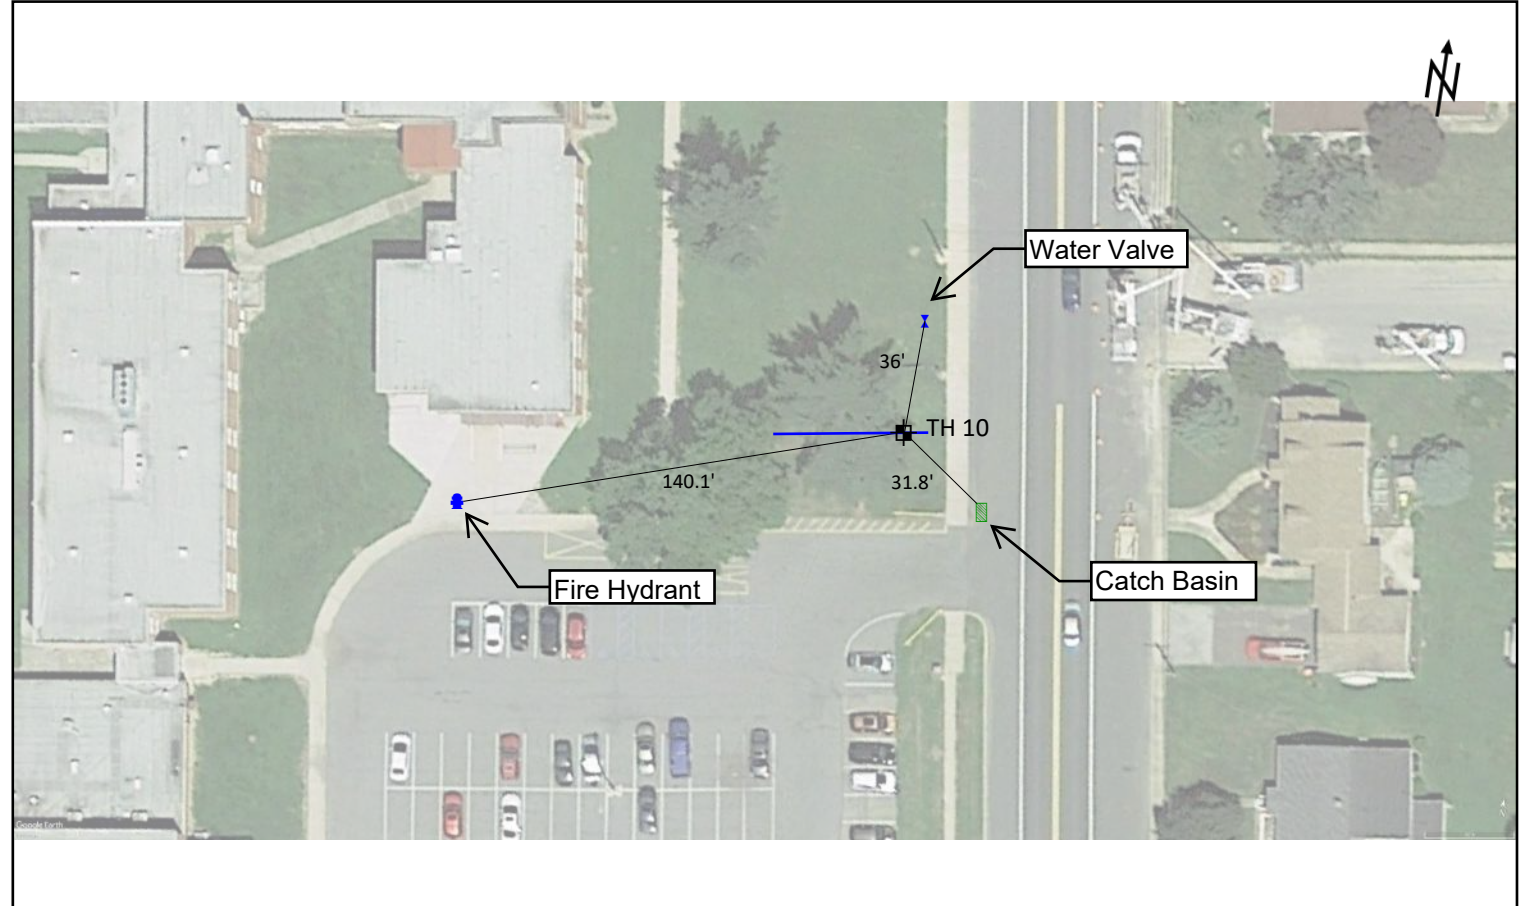 N
Water Valve
36'
TH 10
140.1'
31.8'
Fire Hydrant
Catch Basin
Google Earth